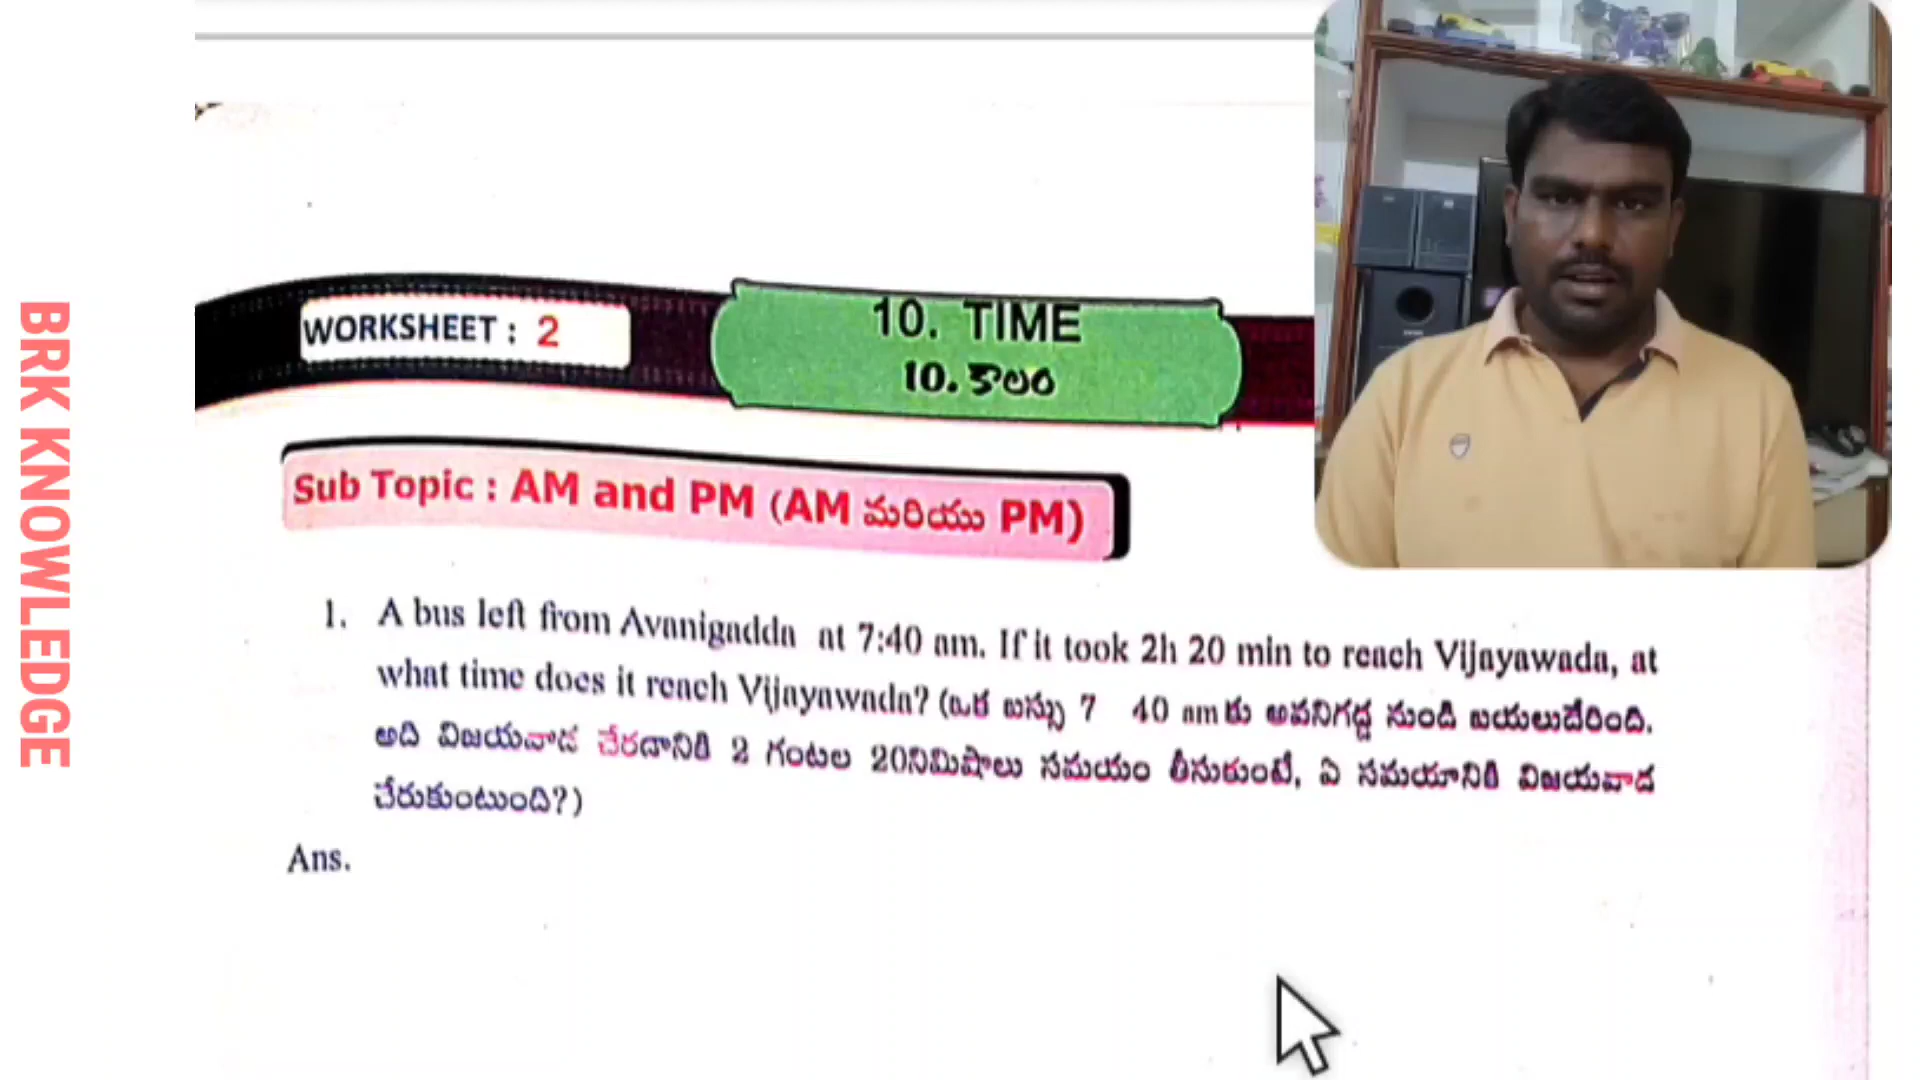 BRK KNOWLEDGE
WORKSHEET : 2
10. TIME
10. కాలం
Sub Topic : AM and PM (AM మరియు PM)
1. A bus left from Avanigadda at 7:40 am. If it took 2h 20 min to reach Vijayawada, at
what time does it reach Vijayawada? (ఒక బస్సు 7 40 amకు అవనిగడ్డ నుండి బయలుదేరింది.
అది విజయవాడ చేరడానికి 2 గంటల 20నిమిషాలు సమయం తీసుకుంటే, ఏ సమయానికి విజయవాడ
చేరుకుంటుంది?)
Ans.